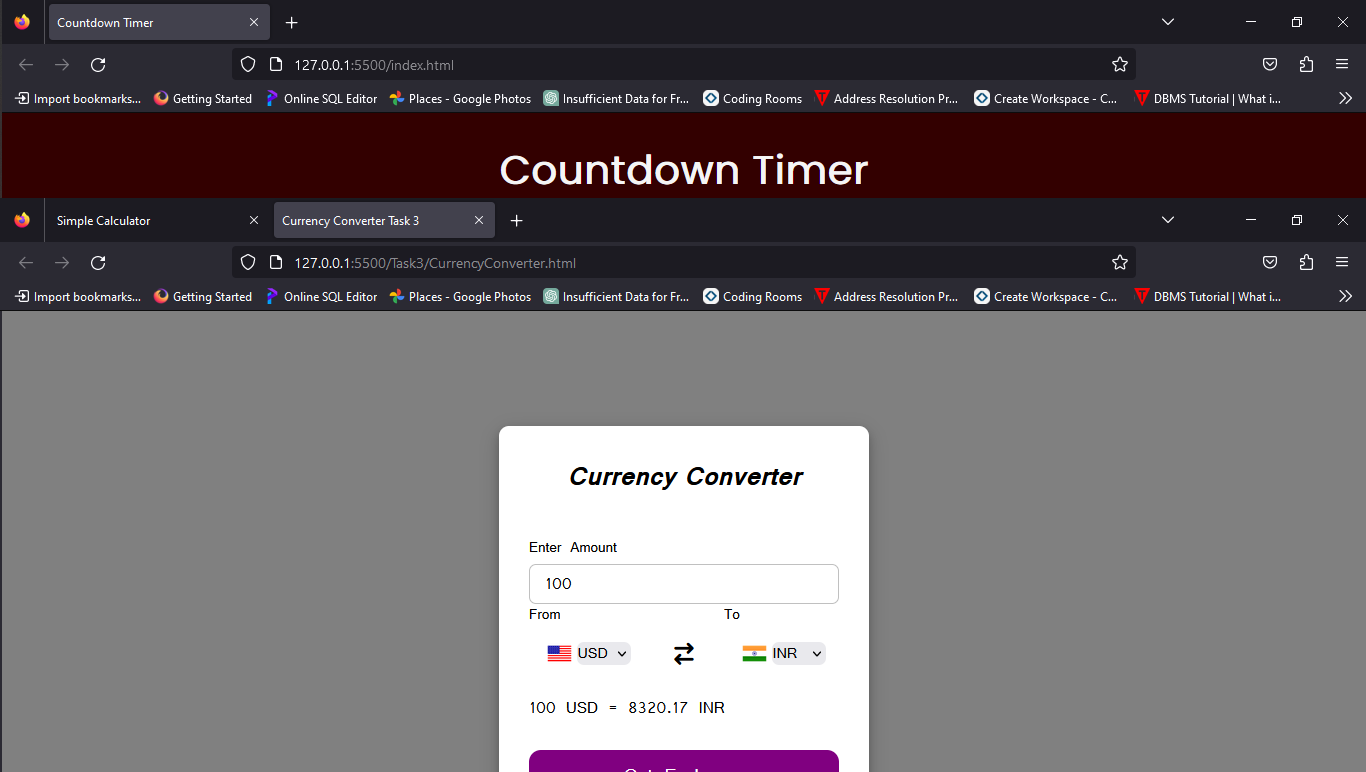 Countdown Timer
127.0.0.1:5500/index.html
Import bookmarks... Getting Started Online SQL Editor Places - Google Photos Insufficient Data for Fr... Coding Rooms Address Resolution Pr... Create Workspace - C... DBMS Tutorial | What i...
Countdown Timer
Simple Calculator Currency Converter Task 3
127.0.0.1:5500/Task3/CurrencyConverter.html
Import bookmarks... Getting Started Online SQL Editor Places - Google Photos Insufficient Data for Fr... Coding Rooms Address Resolution Pr... Create Workspace - C... DBMS Tutorial | What i...
Currency Converter
Enter Amount
100
From To
USD INR
100 USD = 8320.17 INR